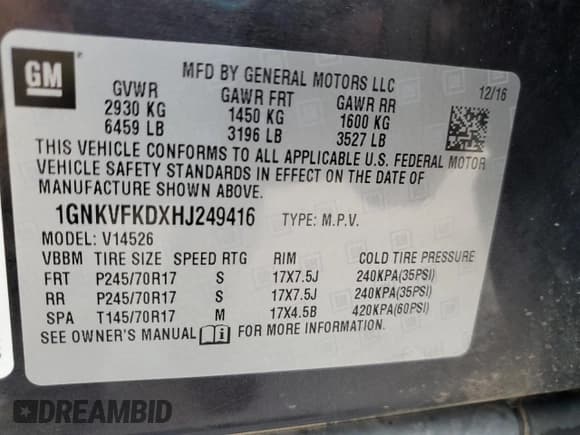 GM
MFD BY GENERAL MOTORS LLC
12/16
GVWR GAWR FRT GAWR RR
2930 KG 1450 KG 1600 KG
6459 LB 3196 LB 3527 LB
THIS VEHICLE CONFORMS TO ALL APPLICABLE U.S. FEDERAL MOTOR
VEHICLE SAFETY STANDARDS IN EFFECT ON THE DATE OF
MANUFACTURE SHOWN ABOVE.
1GNKVFKDXHJ249416 TYPE: M.P.V.
MODEL: V14526
VBBM TIRE SIZE SPEED RTG RIM COLD TIRE PRESSURE
FRT P245/70R17 S 17X7.5J 240KPA(35PSI)
RR P245/70R17 S 17X7.5J 240KPA(35PSI)
SPA T145/70R17 M 17X4.5B 420KPA(60PSI)
SEE OWNER'S MANUAL FOR MORE INFORMATION.
DREAMBID